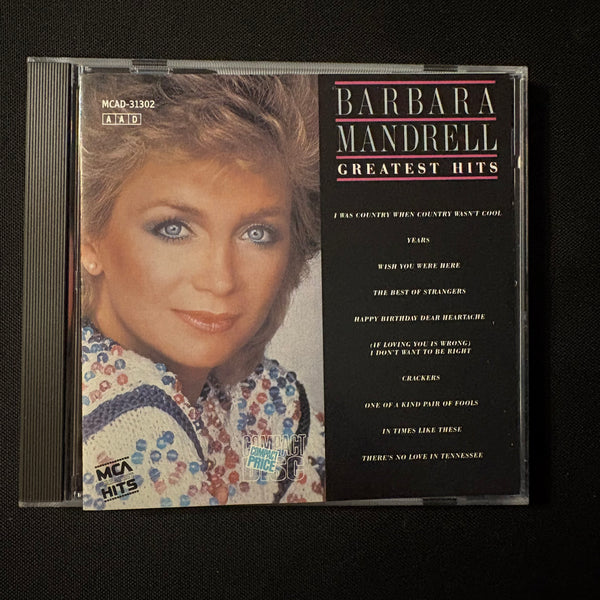 MCAD-31302
A A D
BARBARA
MANDRELL
GREATEST HITS
I WAS COUNTRY WHEN COUNTRY WASN'T COOL
YEARS
WISH YOU WERE HERE
THE BEST OF STRANGERS
HAPPY BIRTHDAY DEAR HEARTACHE
(IF LOVING YOU IS WRONG)
I DON'T WANT TO BE RIGHT
CRACKERS
ONE OF A KIND PAIR OF FOOLS
IN TIMES LIKE THESE
THERE'S NO LOVE IN TENNESSEE
COMPACT
COMPACT
PRICE
DISC
MCA
HITS